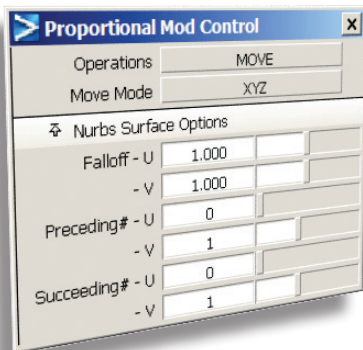 Proportional Mod Control
Operations MOVE
Move Mode XYZ
Nurbs Surface Options
Falloff - U 1.000
- V 1.000
Preceding# - U 0
- V 1
Succeeding# - U 0
- V 1